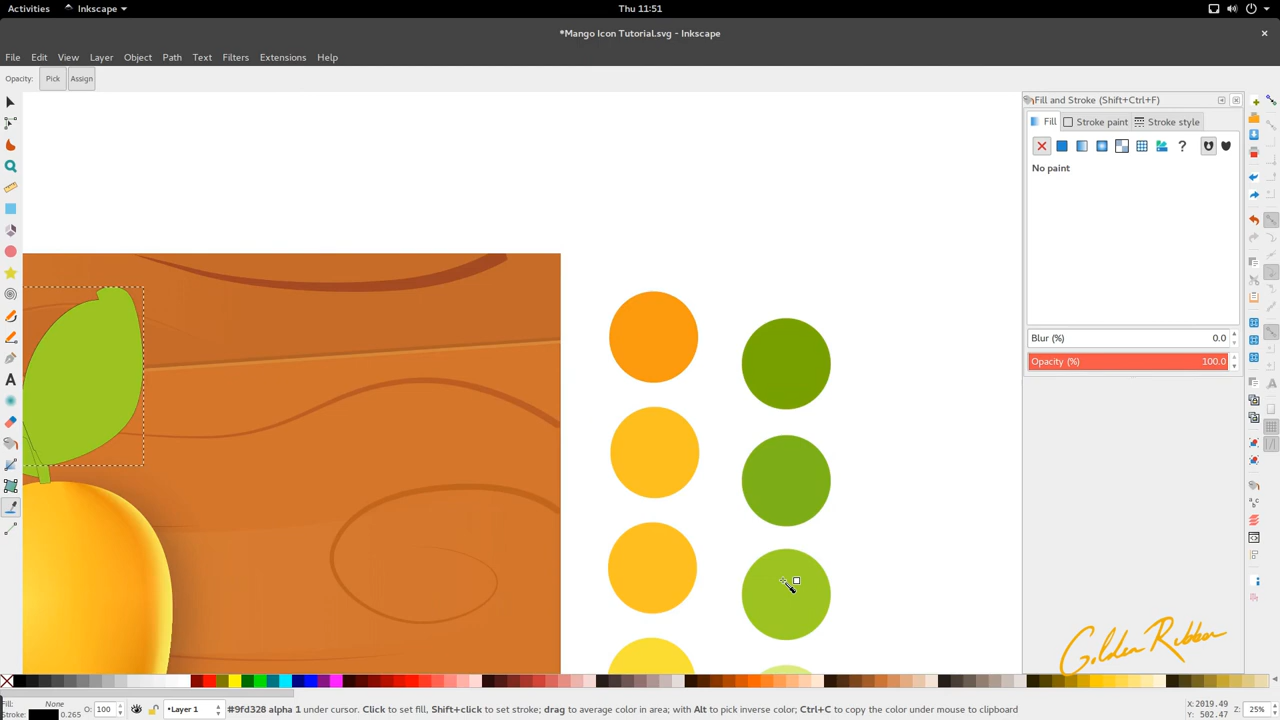 Activities
Inkscape
Thu 11:51
*Mango Icon Tutorial.svg - Inkscape
File Edit View Layer Object Path Text Filters Extensions Help
Opacity: Pick Assign
Fill and Stroke (Shift+Ctrl+F)
Fill Stroke paint Stroke style
No paint
Blur (%) 0.0
Opacity (%) 100.0
Golden Ribbon
Fill: None
Stroke: 0.265
O: 100
•Layer 1
#9fd328 alpha 1 under cursor. Click to set fill, Shift+click to set stroke; drag to average color in area; with Alt to pick inverse color; Ctrl+C to copy the color under mouse to clipboard
X: 2019.49
Y: 502.47
Z: 25%